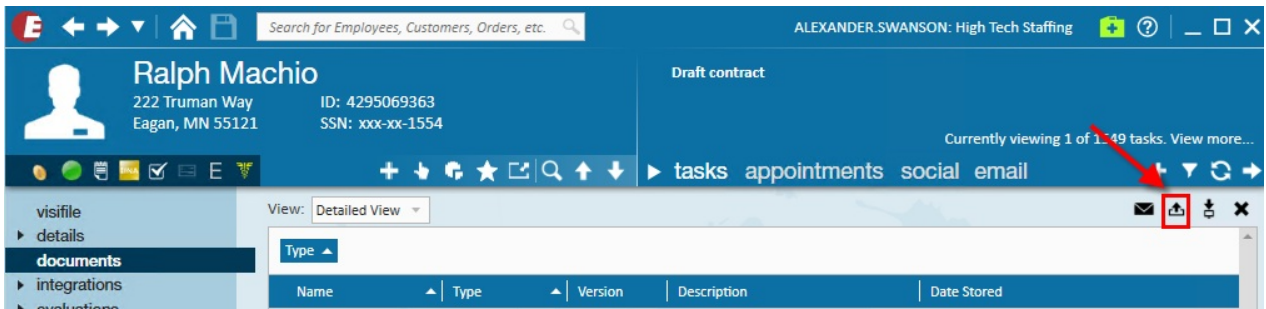 Search for Employees, Customers, Orders, etc.
ALEXANDER.SWANSON: High Tech Staffing
Ralph Machio
222 Truman Way ID: 4295069363
Eagan, MN 55121 SSN: xxx-xx-1554
Draft contract
Currently viewing 1 of tasks. View more...
E
tasks appointments social email
visifile
details
documents
integrations
evaluations
View: Detailed View
Type
Name Type Version Description Date Stored